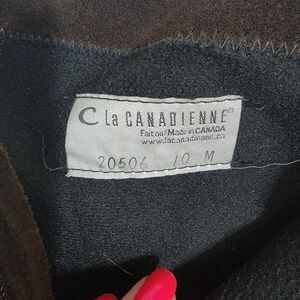 C la CANADIENNE®
Fait au/Made in CANADA
www.lacanadienne.ca
20506 10 M